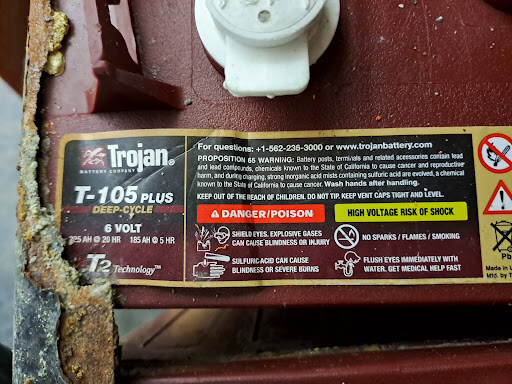 Trojan®
BATTERY COMPANY
T-105 PLUS
DEEP-CYCLE
6 VOLT
225 AH @ 20 HR 185 AH @ 5 HR
T2 Technology™
For questions: +1-562-236-3000 or www.trojanbattery.com
PROPOSITION 65 WARNING: Battery posts, terminals and related accessories contain lead
and lead compounds, chemicals known to the State of California to cause cancer and reproductive
harm, and during charging, strong inorganic acid mists containing sulfuric acid are evolved, a chemical
known to the State of California to cause cancer. Wash hands after handling.
KEEP OUT OF THE REACH OF CHILDREN. DO NOT TIP. KEEP VENT CAPS TIGHT AND LEVEL.
DANGER/POISON
HIGH VOLTAGE RISK OF SHOCK
SHIELD EYES. EXPLOSIVE GASES
CAN CAUSE BLINDNESS OR INJURY
NO SPARKS / FLAMES / SMOKING
SULFURIC ACID CAN CAUSE
BLINDNESS OR SEVERE BURNS
FLUSH EYES IMMEDIATELY WITH
WATER. GET MEDICAL HELP FAST
Pb
Made in
Mfd. by